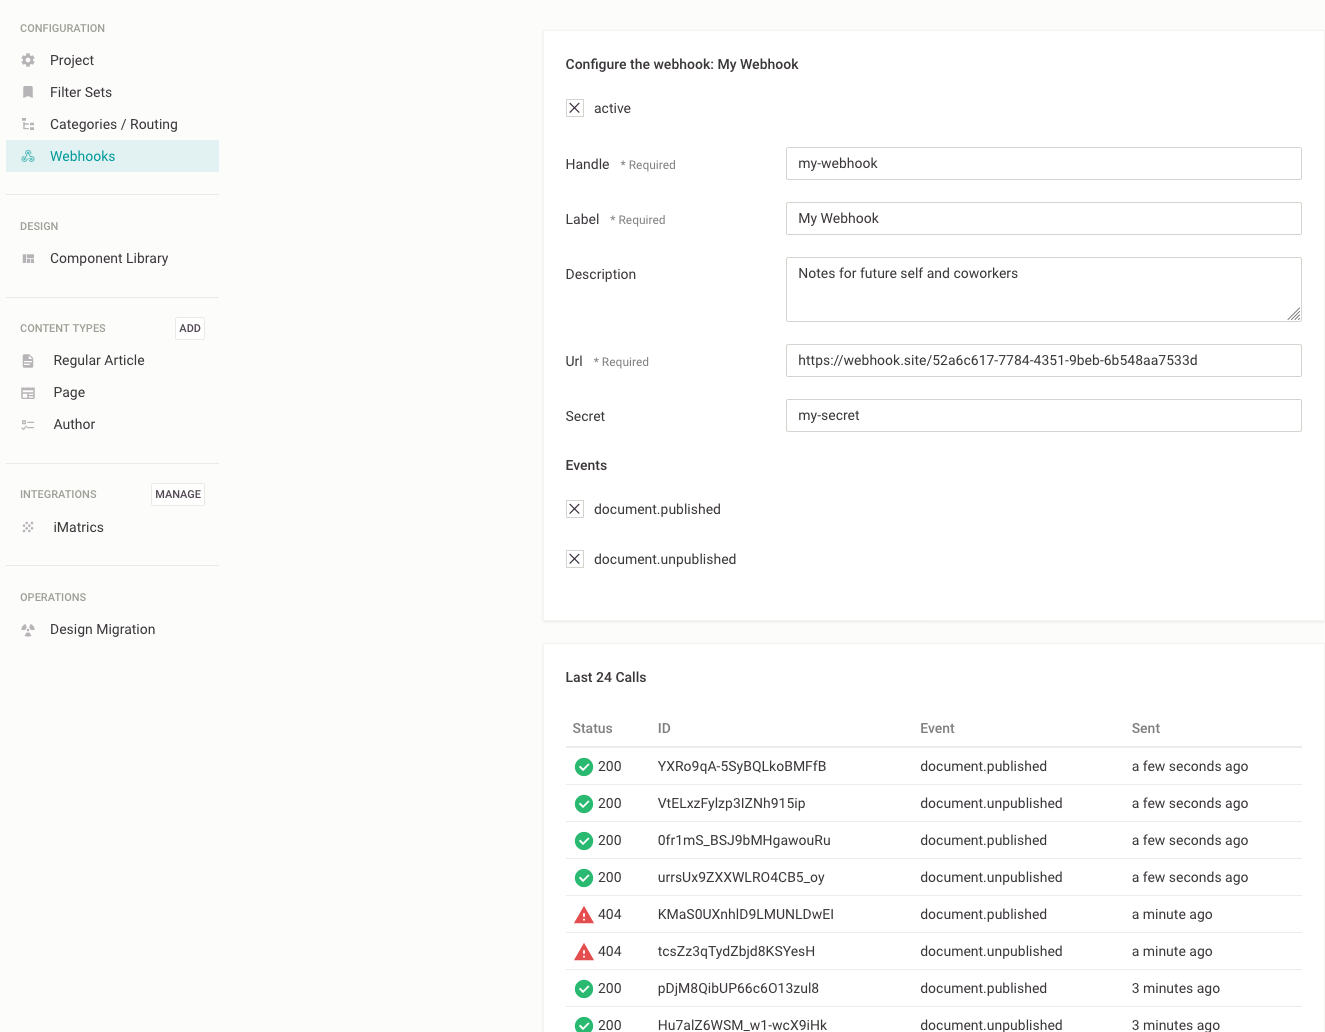 CONFIGURATION
Project
Filter Sets
Categories / Routing
Webhooks
DESIGN
Component Library
CONTENT TYPES ADD
Regular Article
Page
Author
INTEGRATIONS MANAGE
iMatrics
OPERATIONS
Design Migration
Configure the webhook: My Webhook
active
Handle * Required my-webhook
Label * Required My Webhook
Description Notes for future self and coworkers
Url * Required https://webhook.site/52a6c617-7784-4351-9beb-6b548aa7533d
Secret my-secret
Events
document.published
document.unpublished
Last 24 Calls
Status ID Event Sent
200 YXRo9qA-5SyBQLkoBMFfB document.published a few seconds ago
200 VtELxzFylzp3lZNh915ip document.unpublished a few seconds ago
200 0fr1mS_BSJ9bMHgawouRu document.published a few seconds ago
200 urrsUx9ZXXWLRO4CB5_oy document.unpublished a few seconds ago
404 KMaS0UXnhlD9LMUNLDwEI document.published a minute ago
404 tcsZz3qTydZbjd8KSYesH document.unpublished a minute ago
200 pDjM8QibUP66c6O13zul8 document.published 3 minutes ago
200 Hu7alZ6WSM_w1-wcX9iHk document.unpublished 3 minutes ago